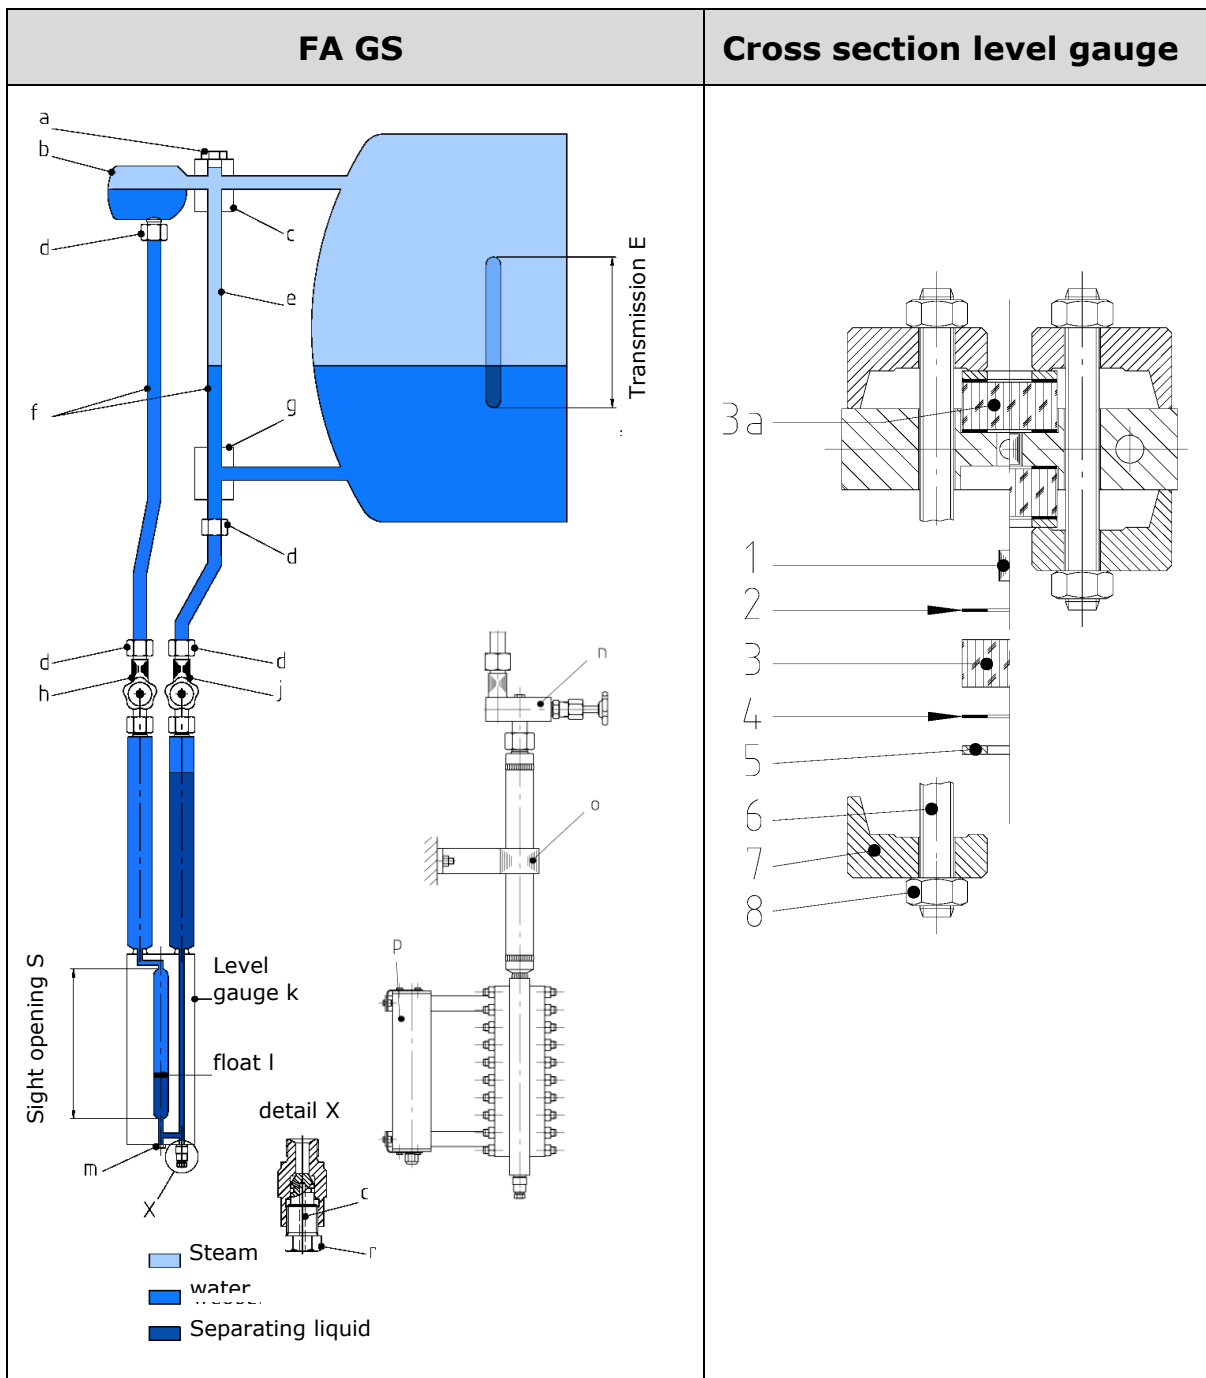 FA GS
Cross section level gauge
a
b
c
d
e
Transmission E
f
g
d
d
d
h
j
n
o
p
Sight opening S
Level
gauge k
float l
detail X
m
X
Steam
water
Separating liquid
3a
1
2
3
4
5
6
7
8